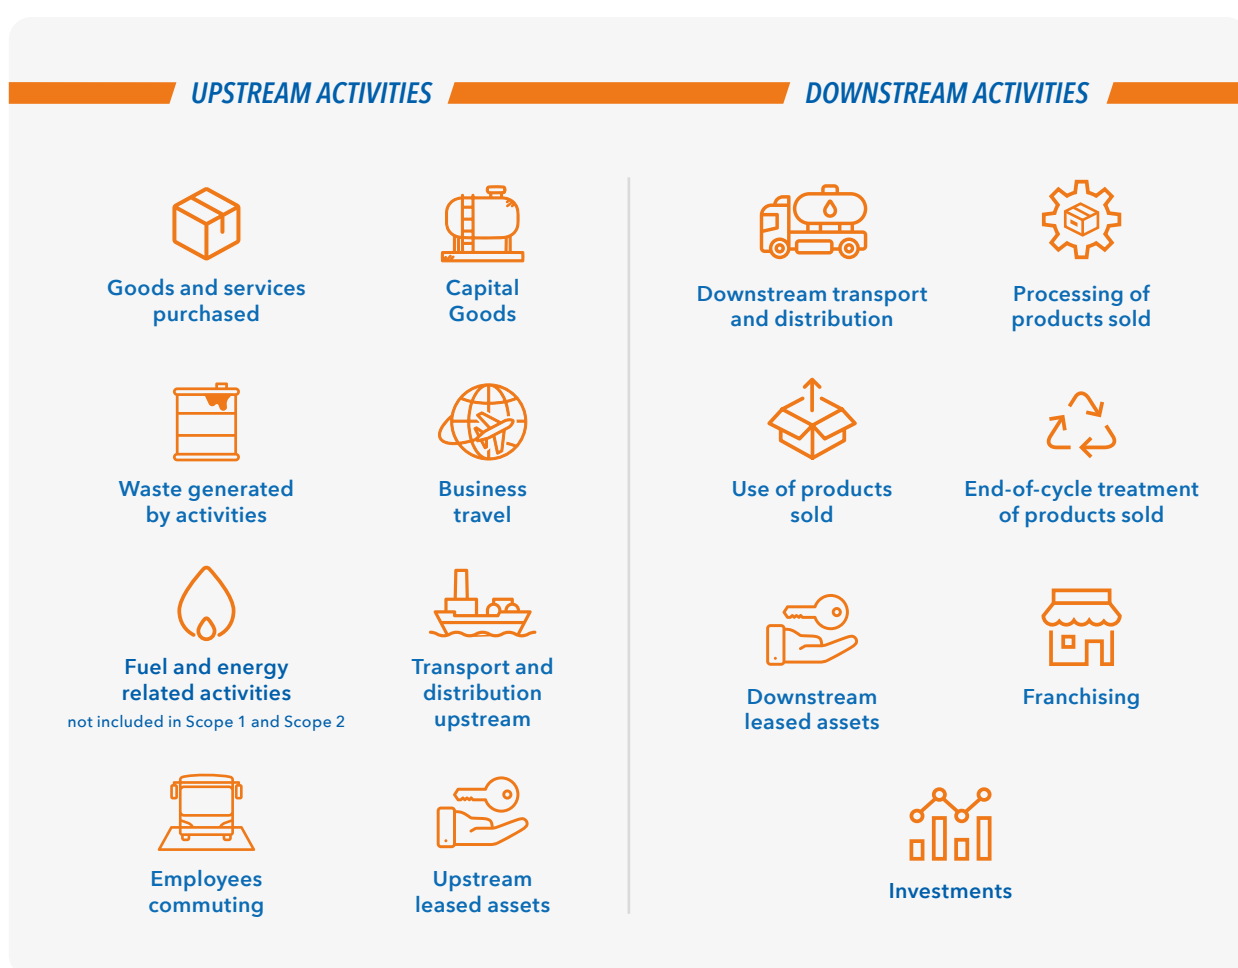 UPSTREAM ACTIVITIES
DOWNSTREAM ACTIVITIES
Goods and services
purchased
Capital
Goods
Waste generated
by activities
Business
travel
Fuel and energy
related activities
not included in Scope 1 and Scope 2
Transport and
distribution
upstream
Employees
commuting
Upstream
leased assets
Downstream transport
and distribution
Processing of
products sold
Use of products
sold
End-of-cycle treatment
of products sold
Downstream
leased assets
Franchising
Investments